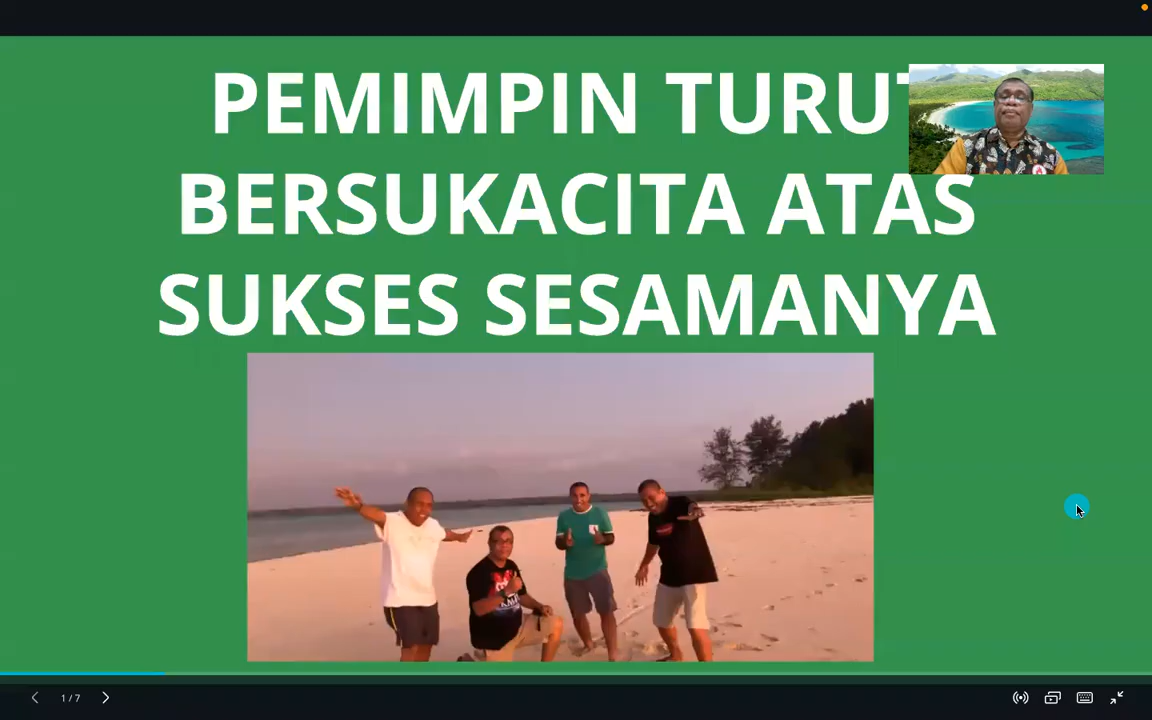 PEMIMPIN TURUT
BERSUKACITA ATAS
SUKSES SESAMANYA
1/7